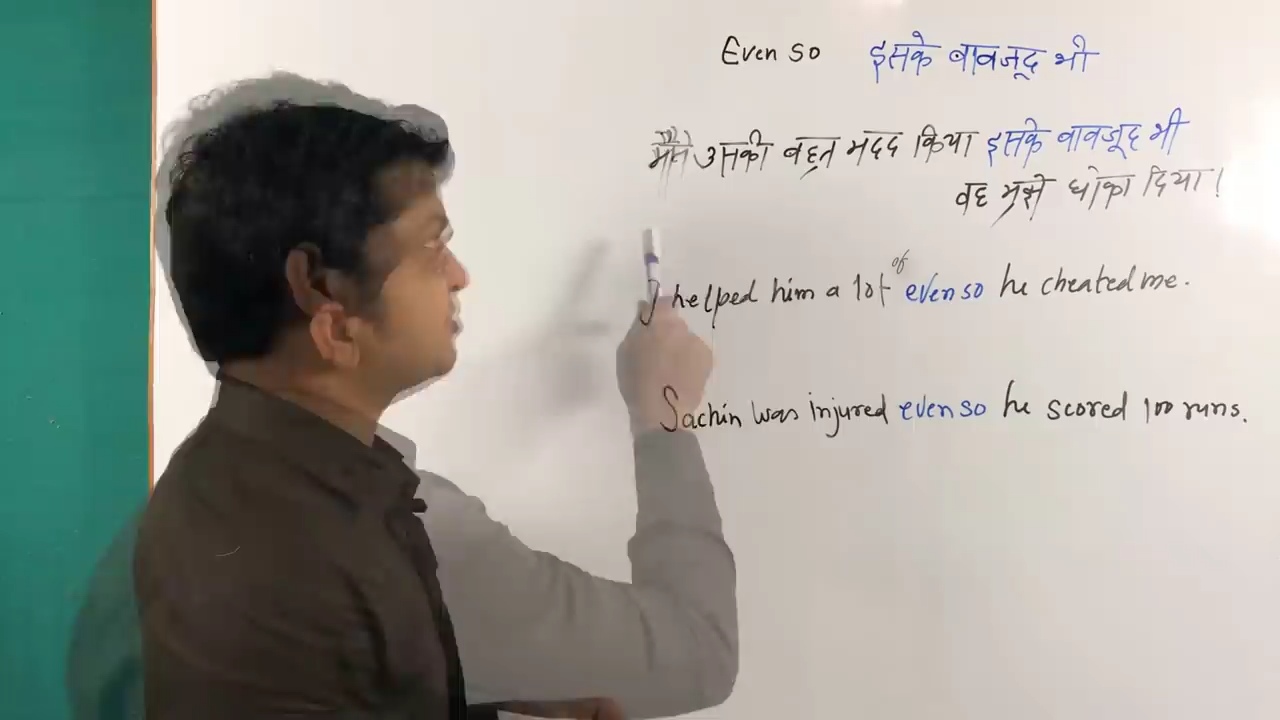 Even so इसके बावजूद भी
मैंने उसकी बहुत मदद किया इसके बावजूद भी
वह मुझे धोका दिया।
of
I helped him a lot even so he cheated me.
Sachin was injured even so he scored 100 runs.